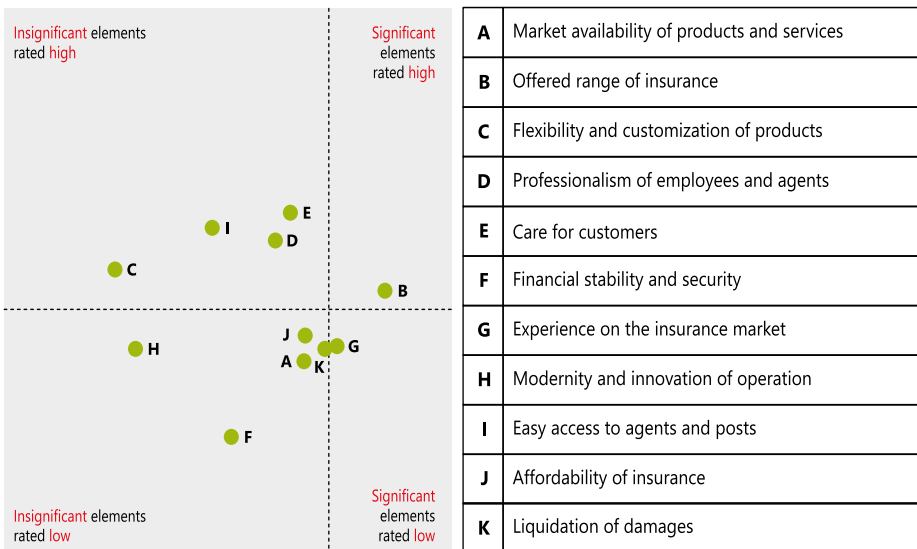 Insignificant elements
rated high
Significant
elements
rated high
E
I
D
C
B
J
G
H
A
K
F
Insignificant elements
rated low
Significant
elements
rated low
A Market availability of products and services
B Offered range of insurance
C Flexibility and customization of products
D Professionalism of employees and agents
E Care for customers
F Financial stability and security
G Experience on the insurance market
H Modernity and innovation of operation
I Easy access to agents and posts
J Affordability of insurance
K Liquidation of damages